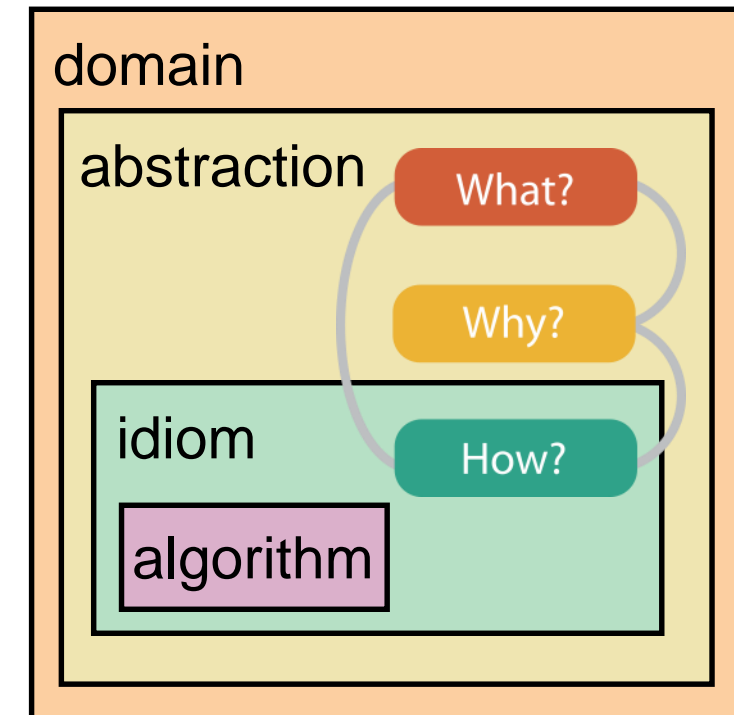 domain
abstraction
What?
Why?
idiom
How?
algorithm